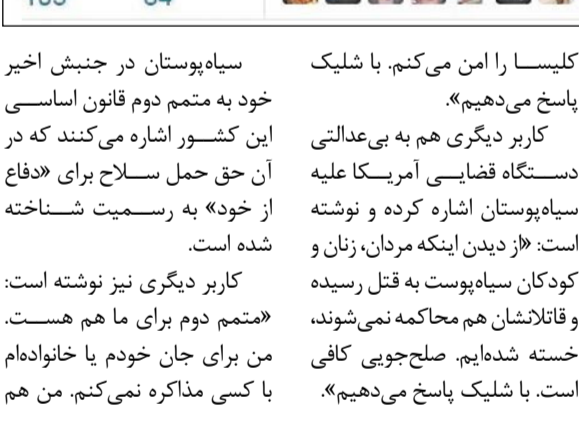 کلیسا را امن می‌کنم. با شلیک
پاسخ می‌دهیم».
کاربر دیگری هم به بی‌عدالتی
دستگاه قضایی آمریکا علیه
سیاه‌پوستان اشاره کرده و نوشته
است: «از دیدن اینکه مردان، زنان و
کودکان سیاه‌پوست به قتل رسیده
و قاتلانشان هم محاکمه نمی‌شوند،
خسته شده‌ایم. صلح‌جویی کافی
است. با شلیک پاسخ می‌دهیم».
سیاه‌پوستان در جنبش اخیر
خود به متمم دوم قانون اساسی
این کشور اشاره می‌کنند که در
آن حق حمل سلاح برای «دفاع
از خود» به رسمیت شناخته
شده است.
کاربر دیگری نیز نوشته است:
«متمم دوم برای ما هم هست.
من برای جان خودم یا خانواده‌ام
با کسی مذاکره نمی‌کنم. من هم